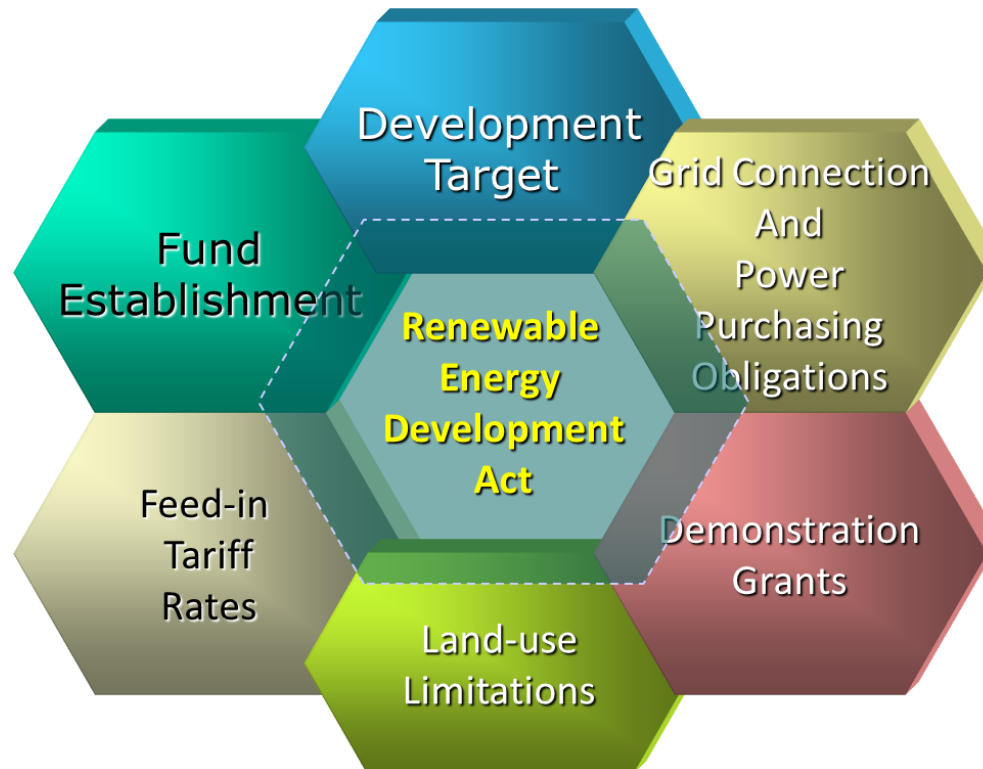 Development
Target
Grid Connection
And
Power
Purchasing
Obligations
Fund
Establishment
Renewable
Energy
Development
Act
Feed-in
Tariff
Rates
Demonstration
Grants
Land-use
Limitations